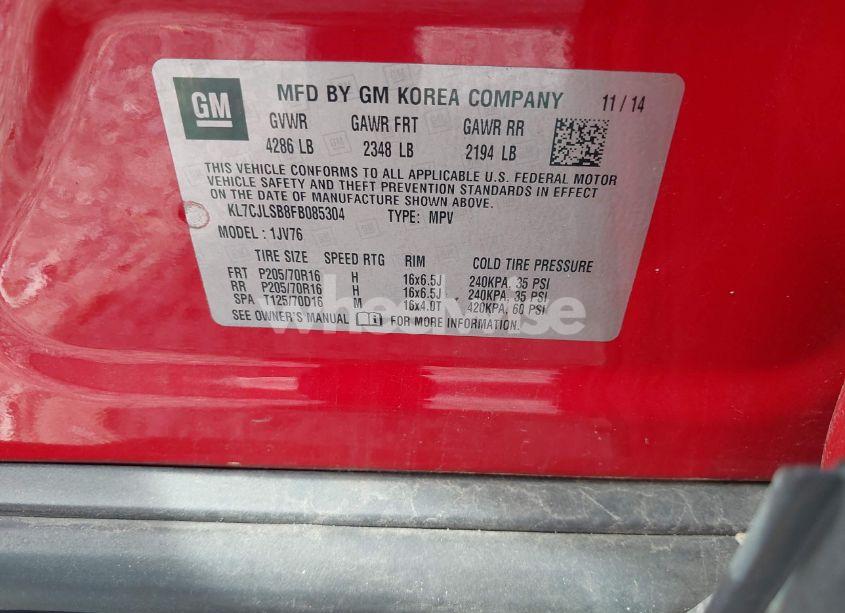 GM MFD BY GM KOREA COMPANY 11 / 14
GVWR GAWR FRT GAWR RR
4286 LB 2348 LB 2194 LB
THIS VEHICLE CONFORMS TO ALL APPLICABLE U.S. FEDERAL MOTOR
VEHICLE SAFETY AND THEFT PREVENTION STANDARDS IN EFFECT
ON THE DATE OF MANUFACTURE SHOWN ABOVE.
KL7CJLSB8FB085304 TYPE: MPV
MODEL : 1JV76
TIRE SIZE SPEED RTG RIM COLD TIRE PRESSURE
FRT P205/70R16 H 16x6.5J 240KPA, 35 PSI
RR P205/70R16 H 16x6.5J 240KPA, 35 PSI
SPA T125/70D16 M 16x4.0T 420KPA, 60 PSI
SEE OWNER'S MANUAL FOR MORE INFORMATION.
wheelwise